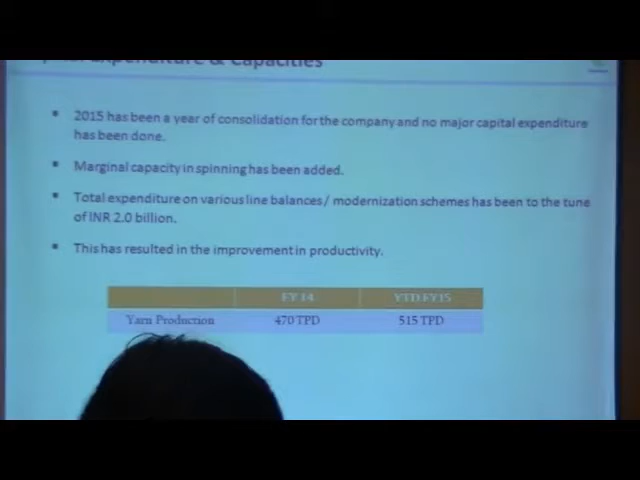 Expenditure & Capacities
2015 has been a year of consolidation for the company and no major capital expenditure
has been done.
Marginal capacity in spinning has been added.
Total expenditure on various line balances/ modernization schemes has been to the tune
of INR 2.0 billion.
This has resulted in the improvement in productivity.
FY 14 YTD FY15
Yarn Production 470 TPD 515 TPD